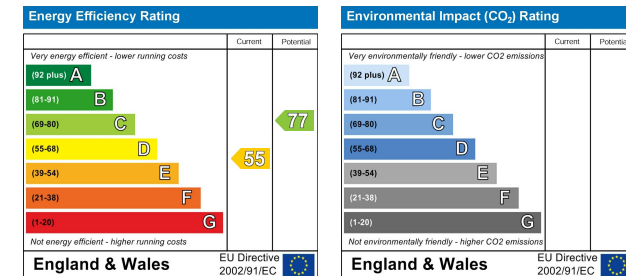 Energy Efficiency Rating
Current Potential
Very energy efficient - lower running costs
(92 plus) A
(81-91) B
(69-80) C
77
(55-68) D
55
(39-54) E
(21-38) F
(1-20) G
Not energy efficient - higher running costs
England & Wales
EU Directive
2002/91/EC
Environmental Impact (CO₂) Rating
Current Potential
Very environmentally friendly - lower CO2 emissions
(92 plus) A
(81-91) B
(69-80) C
(55-68) D
(39-54) E
(21-38) F
(1-20) G
Not environmentally friendly - higher CO2 emissions
England & Wales
EU Directive
2002/91/EC